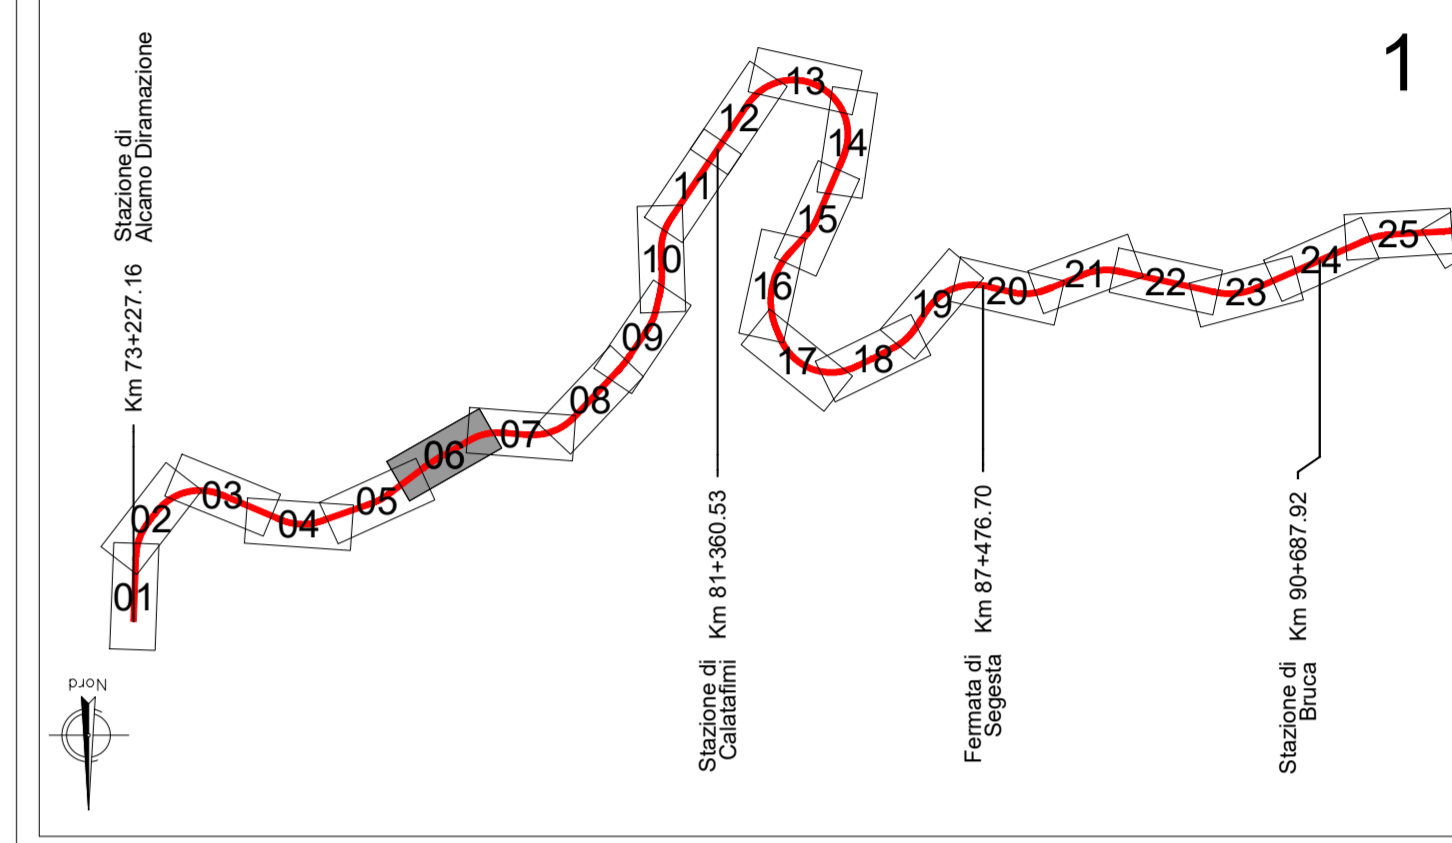 1
Stazione di
Alcamo Diramazione
Km 73+227.16
01
02
03
04
05
06
07
08
09
10
11
12
13
14
15
16
17
18
19
20
21
22
23
24
25
Km 81+360.53
Stazione di
Calatafimi
Km 87+476.70
Fermata di
Segesta
Km 90+687.92
Stazione di
Bruca
Nord